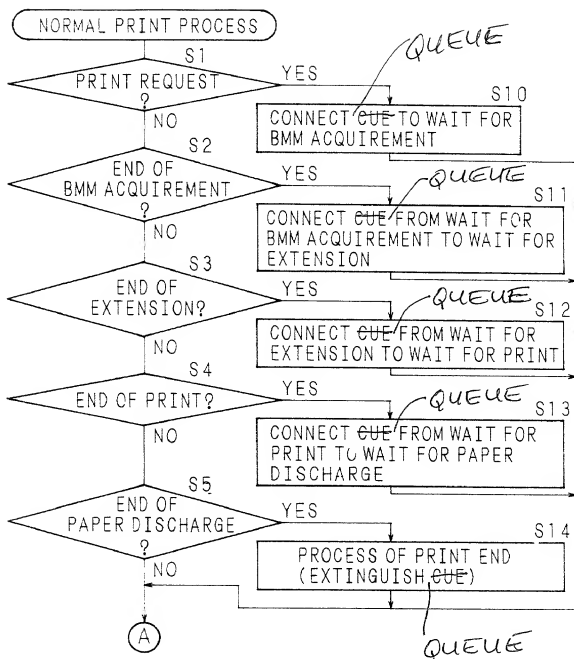 NORMAL PRINT PROCESS
S1
PRINT REQUEST
?
YES
NO
QUEUE
S10
CONNECT CUE TO WAIT FOR
BMM ACQUIREMENT
S2
END OF
BMM ACQUIREMENT
?
YES
NO
QUEUE
S11
CONNECT CUE FROM WAIT FOR
BMM ACQUIREMENT TO WAIT FOR
EXTENSION
S3
END OF
EXTENSION?
YES
NO
QUEUE
S12
CONNECT CUE FROM WAIT FOR
EXTENSION TO WAIT FOR PRINT
S4
END OF PRINT?
YES
NO
QUEUE
S13
CONNECT CUE FROM WAIT FOR
PRINT TO WAIT FOR PAPER
DISCHARGE
S5
END OF
PAPER DISCHARGE
?
YES
NO
S14
PROCESS OF PRINT END
(EXTINGUISH CUE)
QUEUE
A